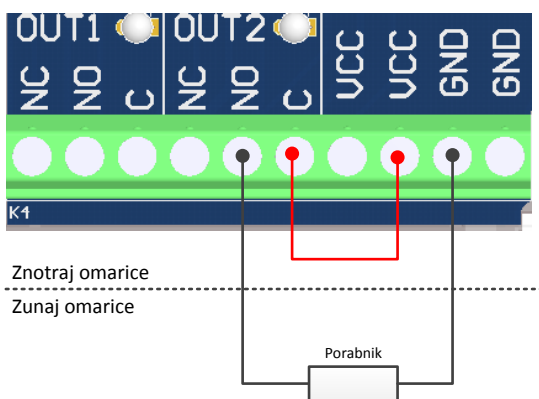 OUT1 OUT2
NC NO C NC NO C VCC VCC GND GND
K4
Znotraj omarice
Zunaj omarice
Porabnik